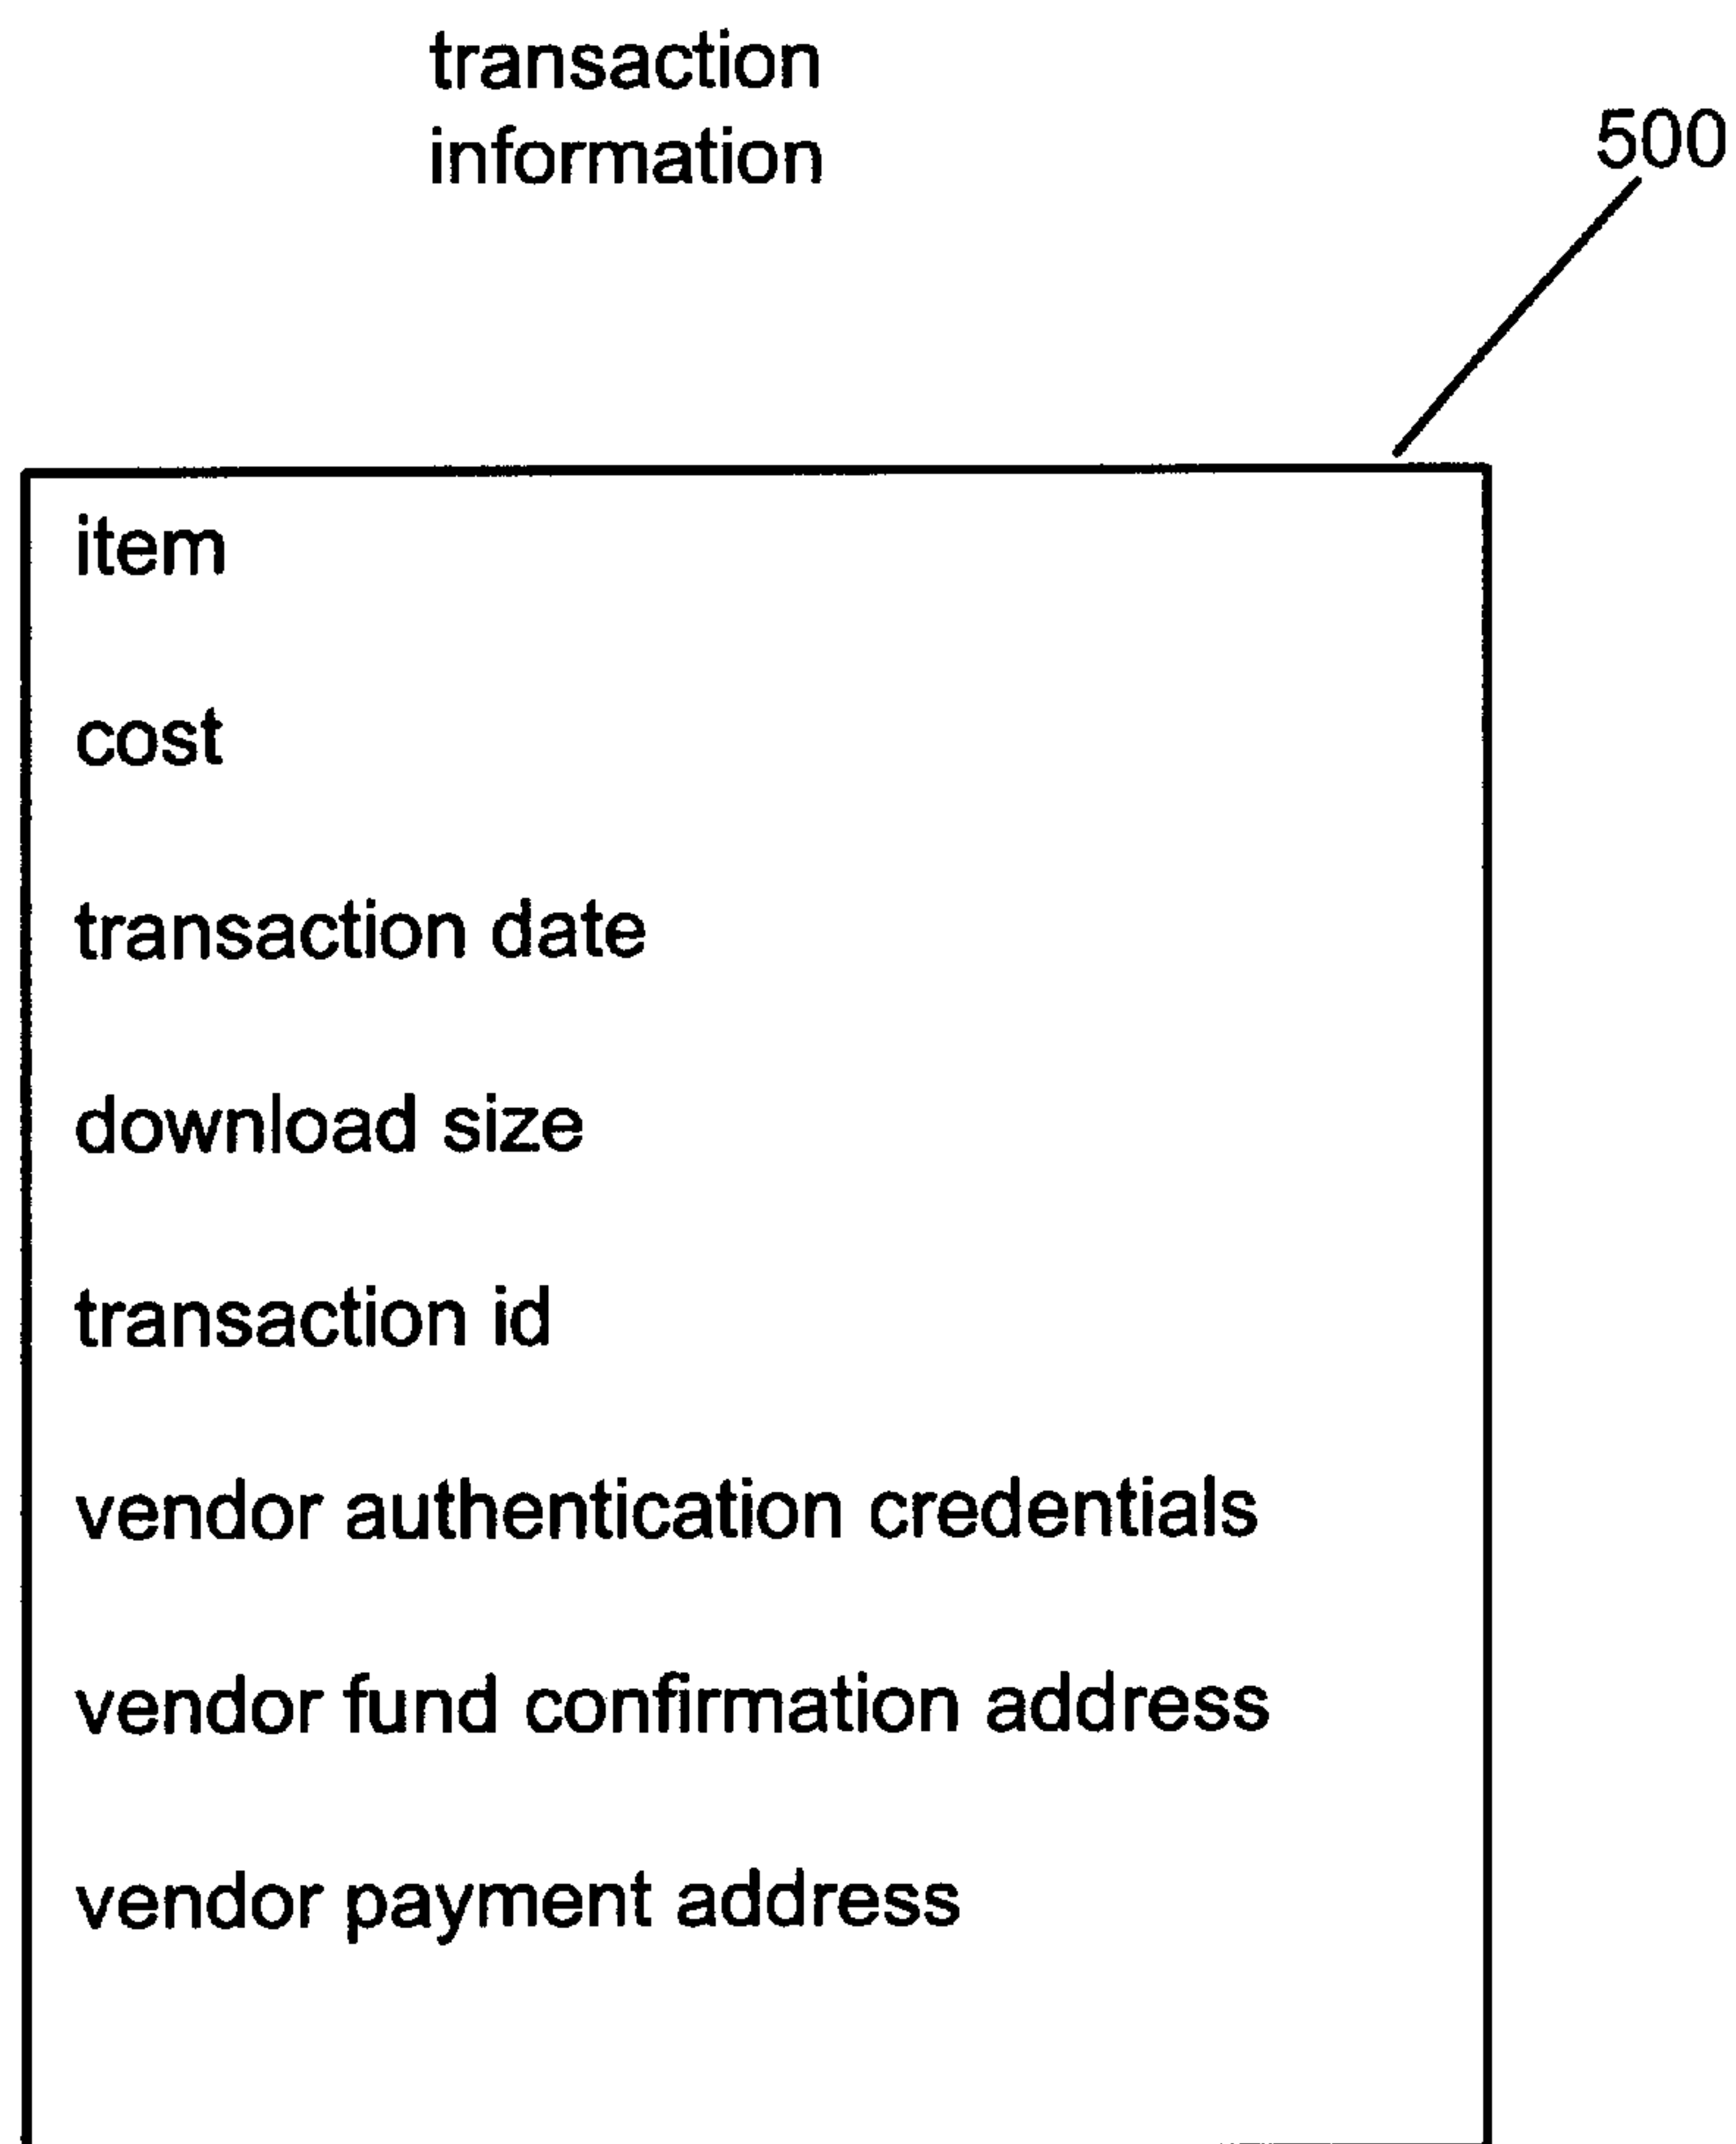 transaction
information
500
item
cost
transaction date
download size
transaction id
vendor authentication credentials
vendor fund confirmation address
vendor payment address